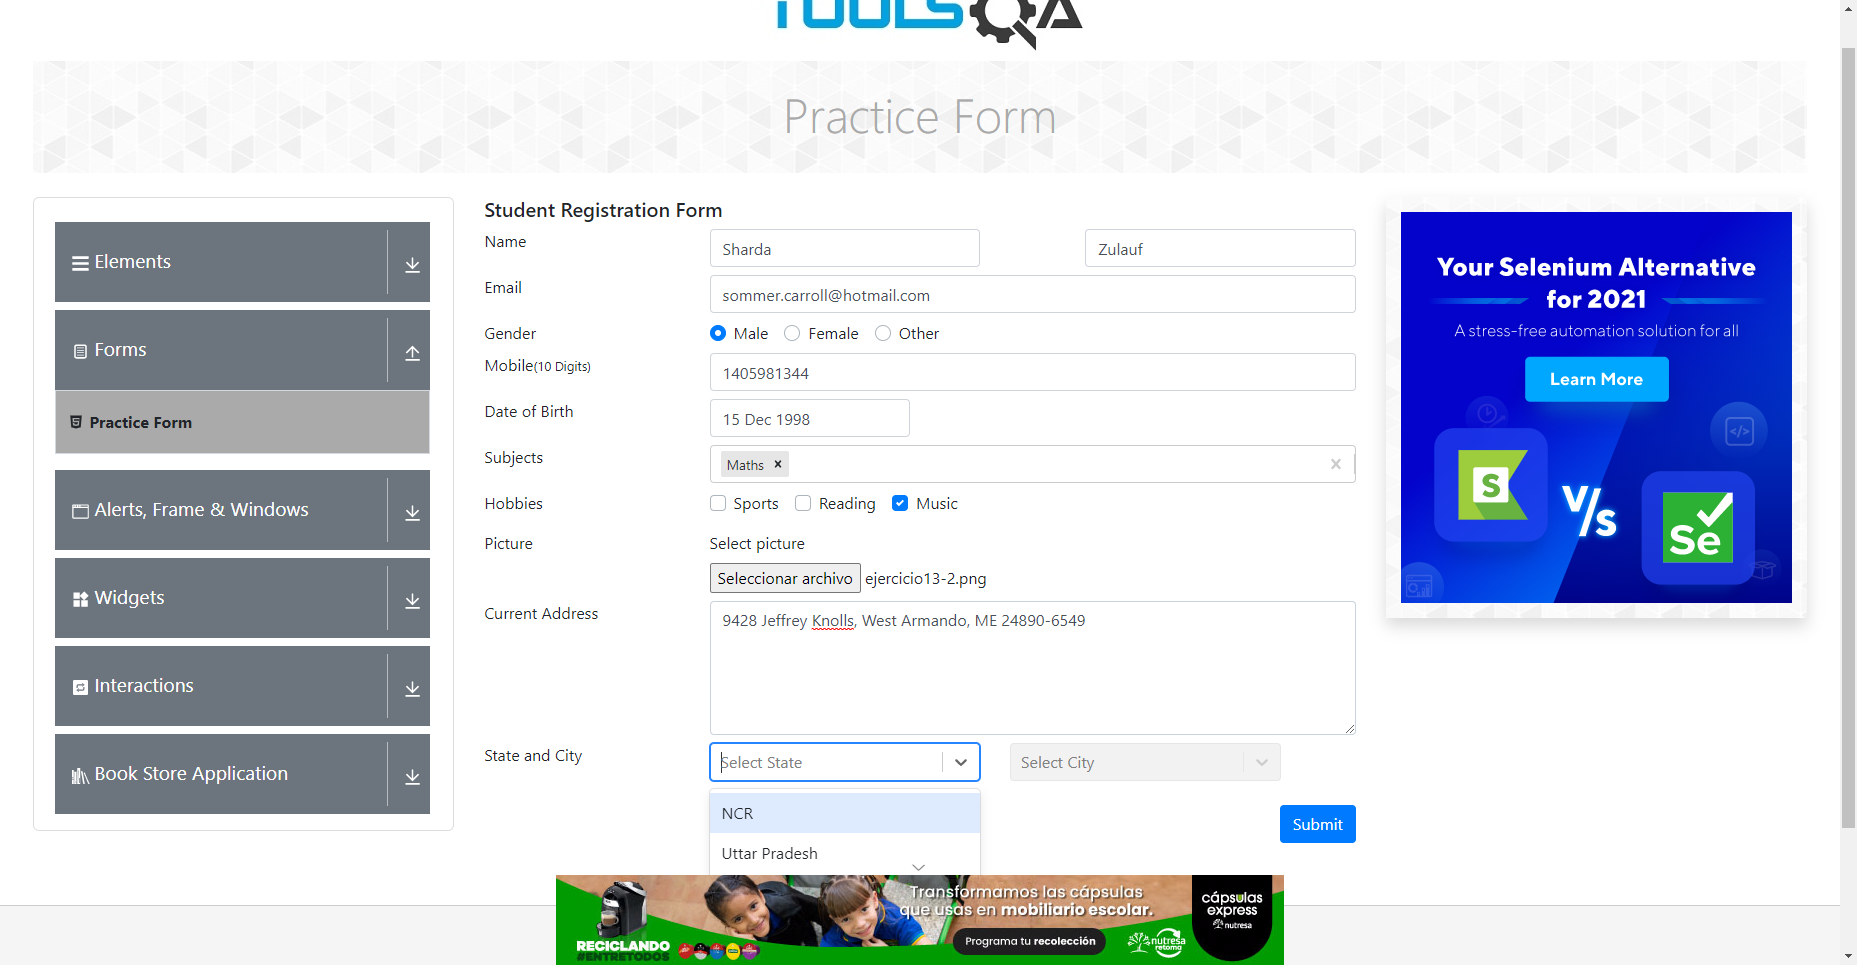 TOOLSQA
Practice Form
Elements
Forms
Practice Form
Alerts, Frame & Windows
Widgets
Interactions
Book Store Application
Student Registration Form
Name
Sharda
Zulauf
Email
sommer.carroll@hotmail.com
Gender
Male
Female
Other
Mobile(10 Digits)
1405981344
Date of Birth
15 Dec 1998
Subjects
Maths
Hobbies
Sports
Reading
Music
Picture
Select picture
Seleccionar archivo
ejercicio13-2.png
Current Address
9428 Jeffrey Knolls, West Armando, ME 24890-6549
State and City
Select State
Select City
NCR
Uttar Pradesh
Submit
Your Selenium Alternative
for 2021
A stress-free automation solution for all
Learn More
S
V/s
Se
RECICLANDO
#ENTRETODOS
Transformamos las cápsulas
que usas en mobiliario escolar.
Programa tu recolección
nutresa
retoma
cápsulas
express
nutresa